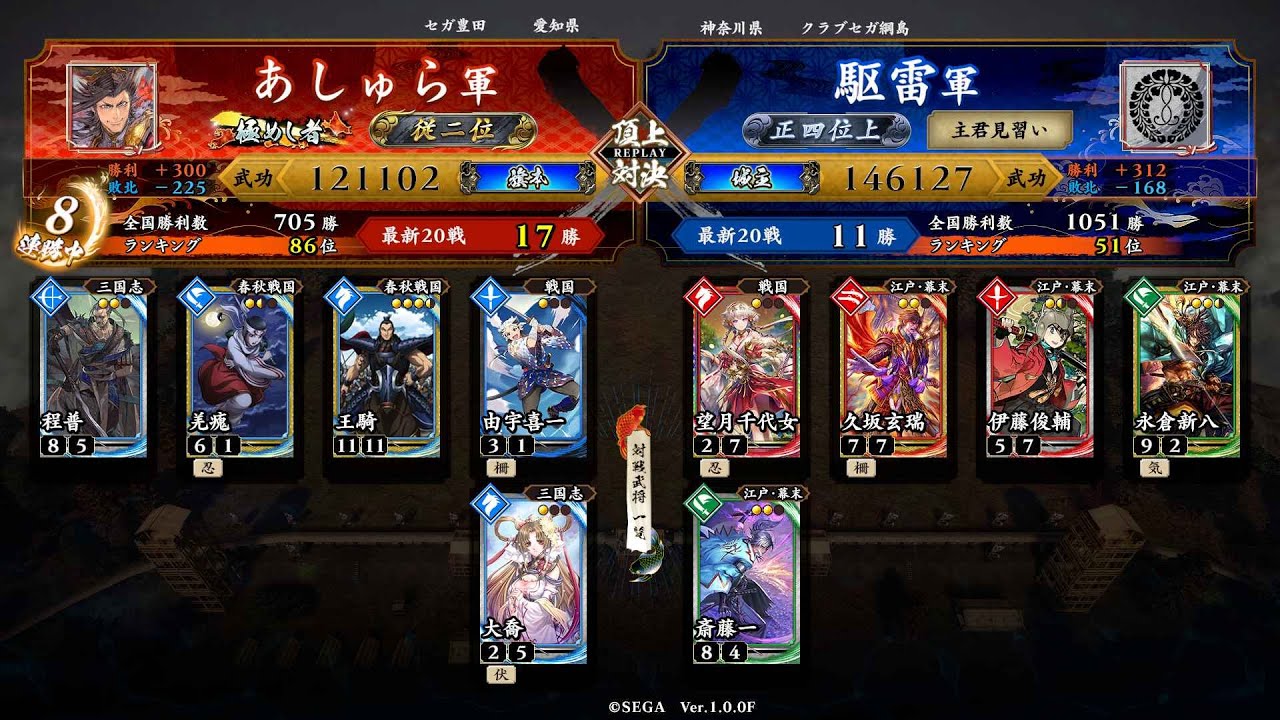 セガ豊田 愛知県
神奈川県 クラブセガ綱島
あしゅら軍
極めし者 従二位
駆雷軍
正四位上 主君見習い
頂上
REPLAY
対決
勝利 +300
敗北 -225
武功 121102 旗本
城主 146127 武功
勝利 +312
敗北 -168
8
連勝中
全国勝利数 705勝
ランキング 86位
最新20戦 17勝
最新20戦 11勝
全国勝利数 1051勝
ランキング 51位
三国志
程普
8 5
春秋戦国
羌瘣
6 1
忍
春秋戦国
王騎
11 11
戦国
由宇喜一
3 1
柵
三国志
大喬
2 5
伏
対戦武将一覧
戦国
望月千代女
2 7
忍
江戸・幕末
久坂玄瑞
7 7
柵
江戸・幕末
伊藤俊輔
5 7
江戸・幕末
永倉新八
9 2
気
江戸・幕末
斎藤一
8 4
©SEGA Ver.1.0.0F